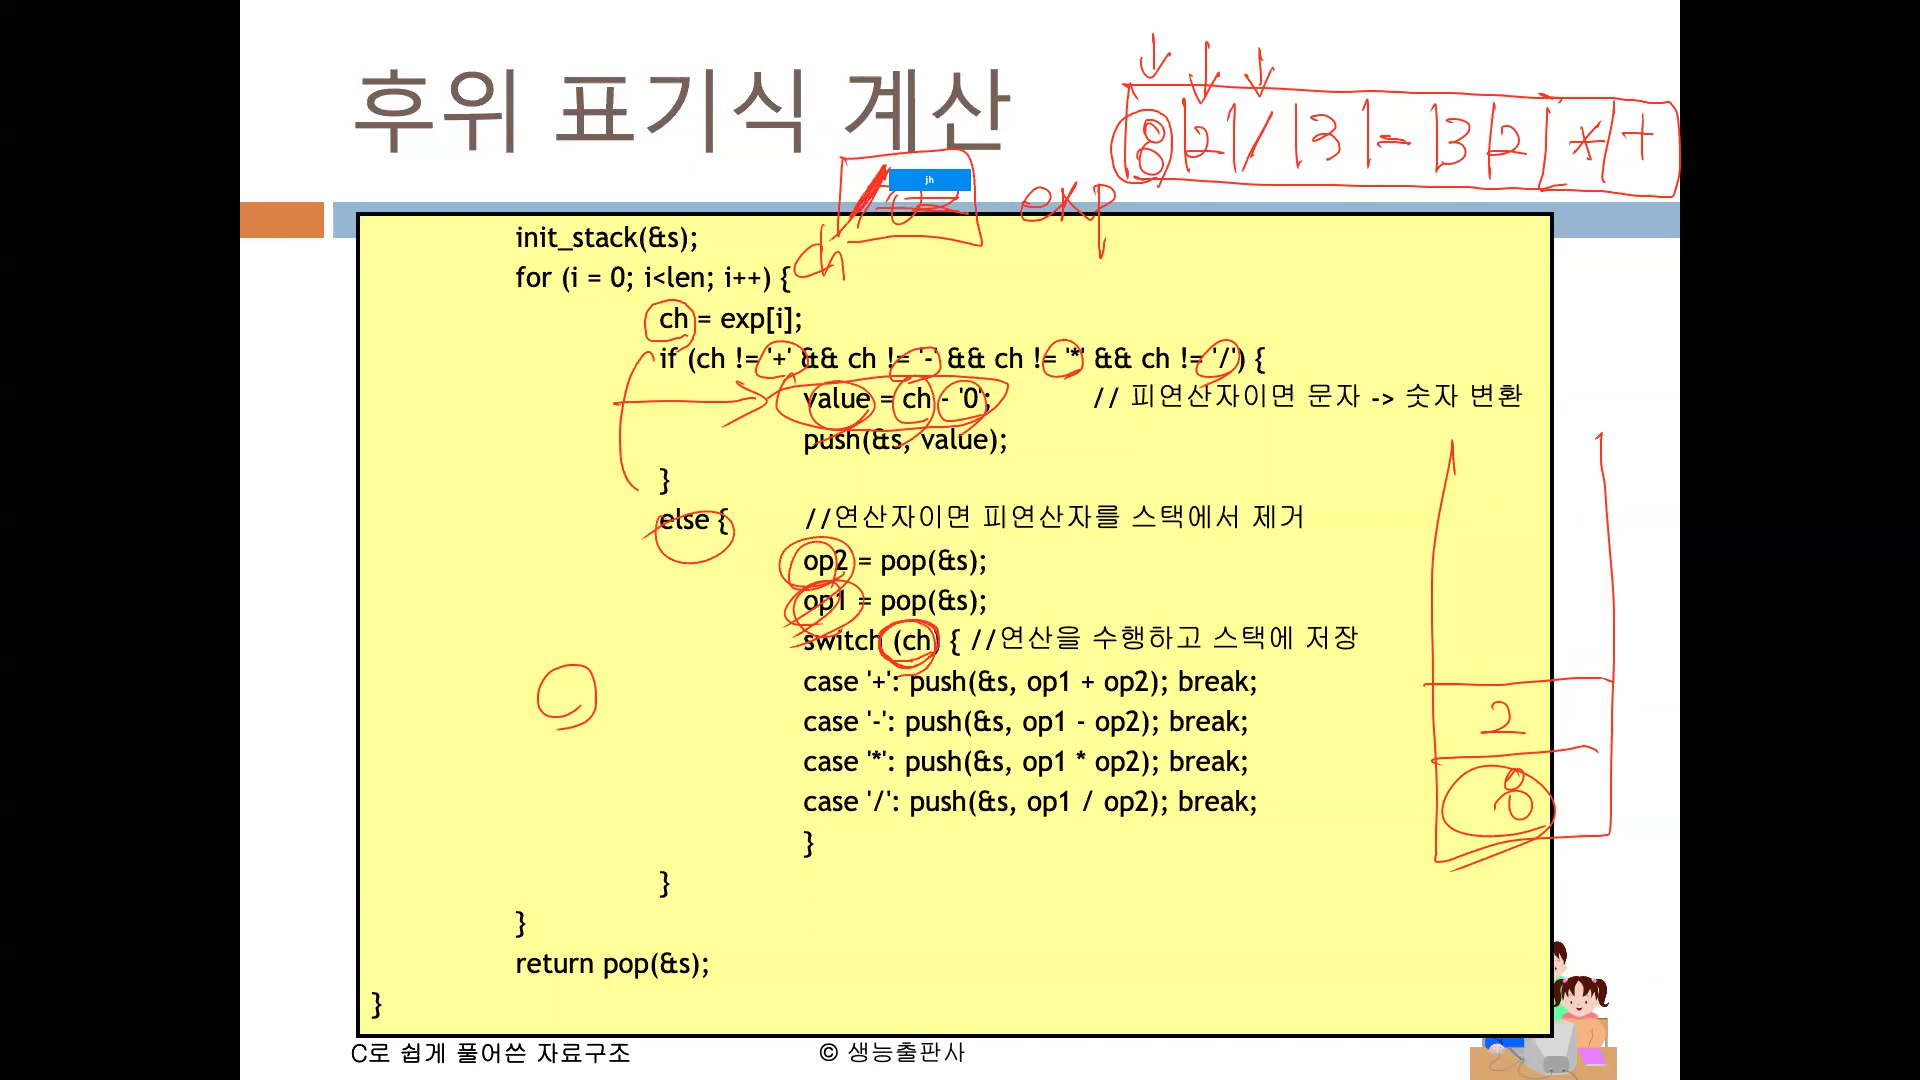 후위 표기식 계산
8 2 / 3 - 3 2 * +
jh
exp
ch
init_stack(&s);
for (i = 0; i<len; i++) {
ch = exp[i];
if (ch != '+' && ch != '-' && ch != '*' && ch != '/') {
value = ch - '0'; // 피연산자이면 문자 -> 숫자 변환
push(&s, value);
}
else { //연산자이면 피연산자를 스택에서 제거
op2 = pop(&s);
op1 = pop(&s);
switch (ch) { //연산을 수행하고 스택에 저장
case '+': push(&s, op1 + op2); break;
case '-': push(&s, op1 - op2); break;
case '*': push(&s, op1 * op2); break;
case '/': push(&s, op1 / op2); break;
}
}
}
return pop(&s);
}
2
8
C로 쉽게 풀어쓴 자료구조 © 생능출판사